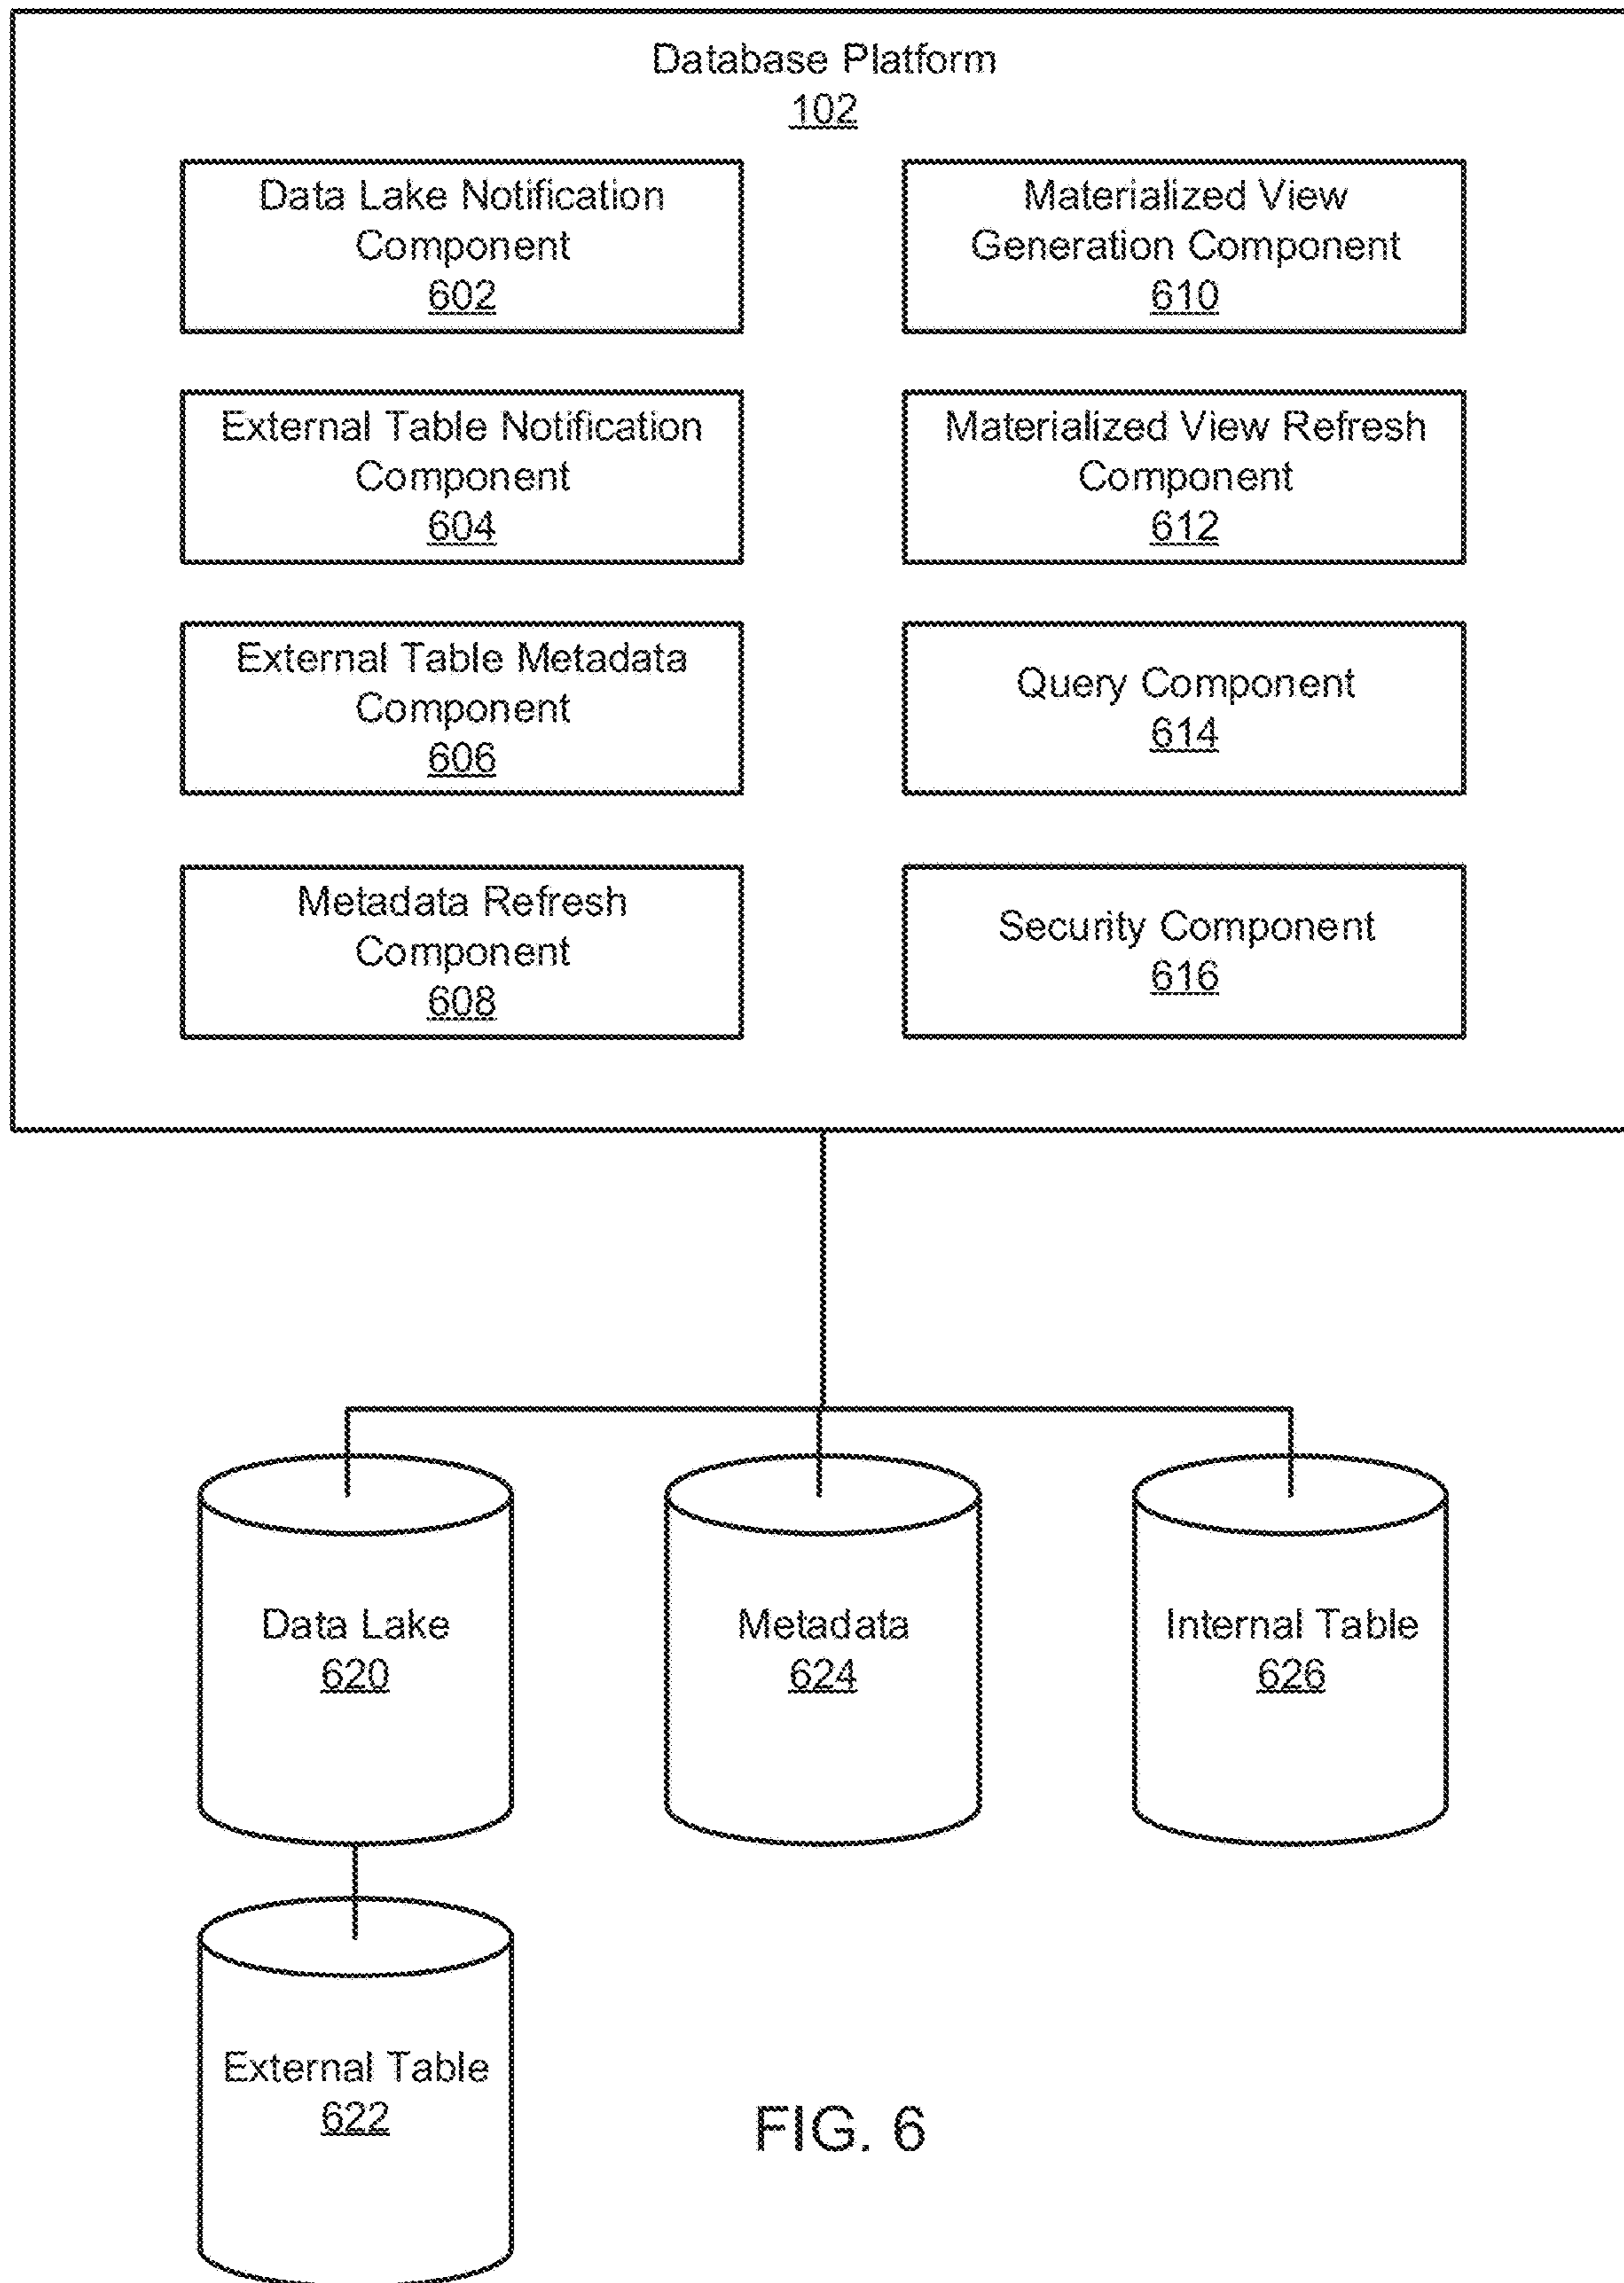 Database Platform
102
Data Lake Notification
Component
602
Materialized View
Generation Component
610
External Table Notification
Component
604
Materialized View Refresh
Component
612
External Table Metadata
Component
606
Query Component
614
Metadata Refresh
Component
608
Security Component
616
Data Lake
620
Metadata
624
Internal Table
626
External Table
622
FIG. 6